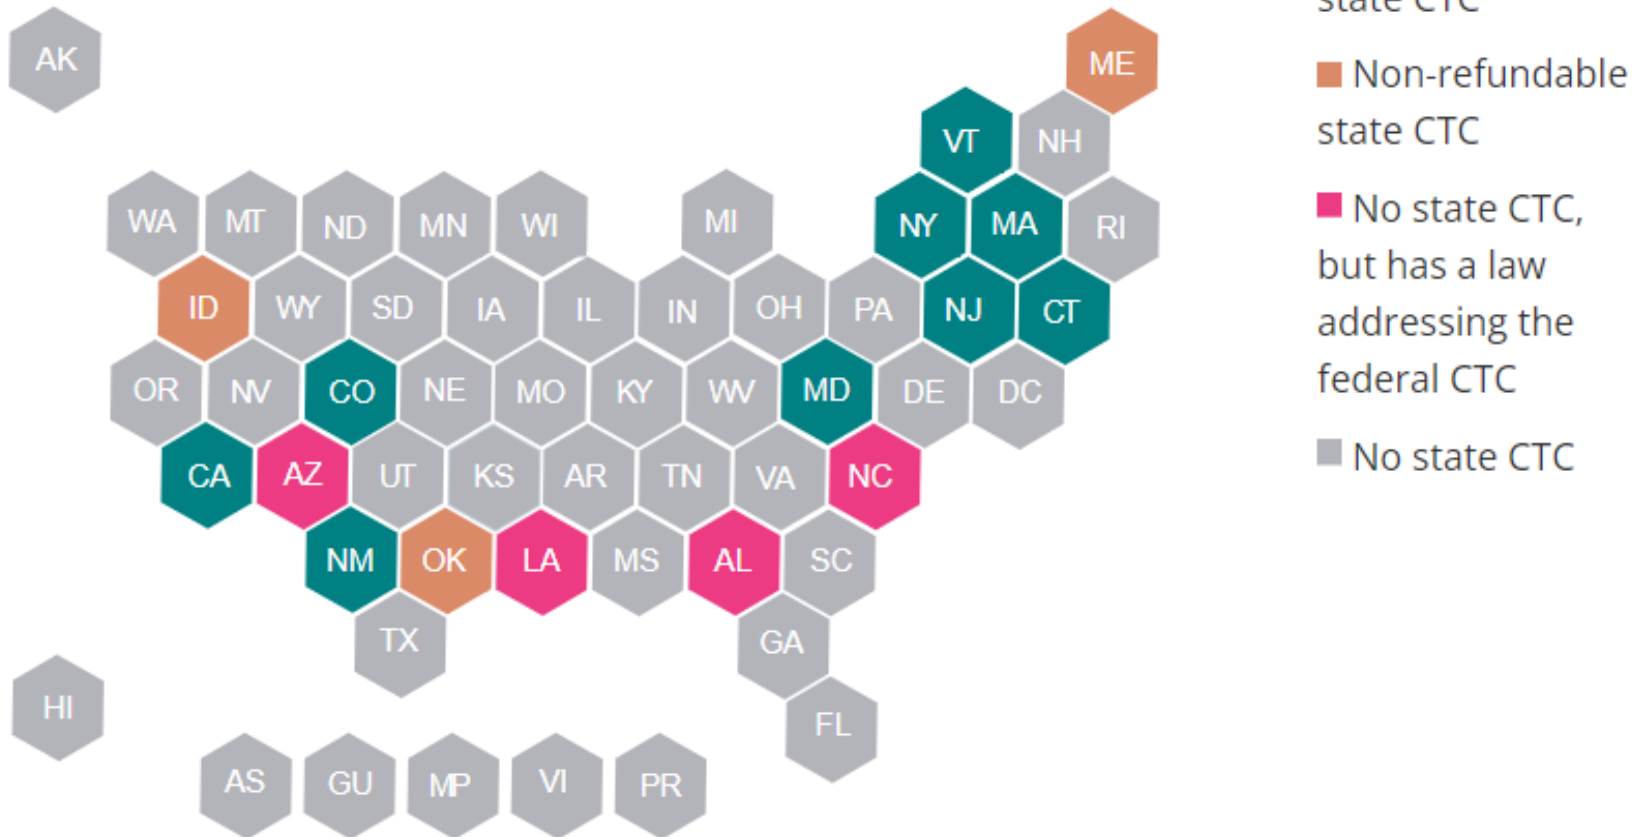 AK
ME
VT
NH
WA
MT
ND
MN
WI
MI
NY
MA
RI
ID
WY
SD
IA
IL
IN
OH
PA
NJ
CT
OR
NV
CO
NE
MO
KY
WV
MD
DE
DC
CA
AZ
UT
KS
AR
TN
VA
NC
NM
OK
LA
MS
AL
SC
TX
GA
HI
FL
AS
GU
MP
VI
PR
state CTC
Non-refundable
state CTC
No state CTC,
but has a law
addressing the
federal CTC
No state CTC